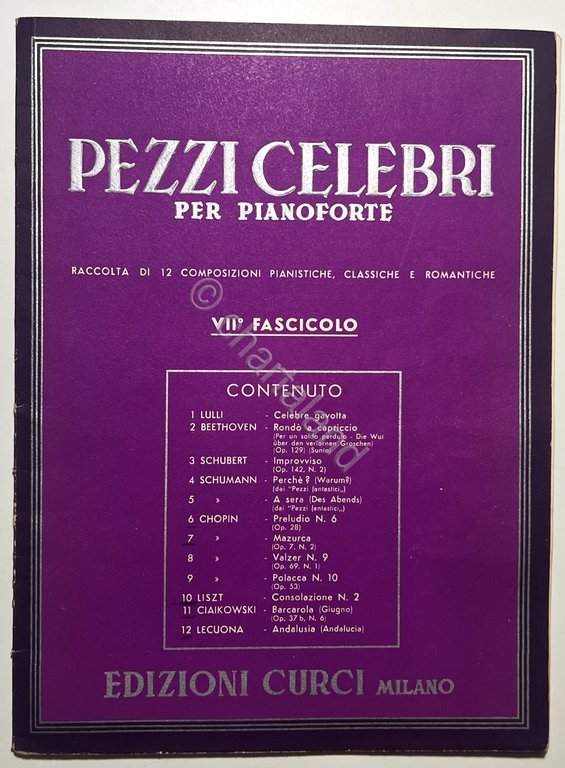 PEZZI CELEBRI
PER PIANOFORTE
RACCOLTA DI 12 COMPOSIZIONI PIANISTICHE, CLASSICHE E ROMANTICHE
VII° FASCICOLO
CONTENUTO
1 LULLI - Celebre gavotta
2 BEETHOVEN - Rondò a capriccio
(Per un soldo perduto - Die Wut
über den verlornen Groschen)
(Op. 129) (Sunto)
3 SCHUBERT - Improvviso
(Op. 142, N. 2)
4 SCHUMANN - Perchè? (Warum?)
(dai "Pezzi fantastici„)
5 » - A sera (Des Abends)
(dai "Pezzi fantastici„)
6 CHOPIN - Preludio N. 6
(Op. 28)
7 » - Mazurca
(Op. 7, N. 2)
8 » - Valzer N. 9
(Op. 69, N. 1)
9 » - Polacca N. 10
(Op. 53)
10 LISZT - Consolazione N. 2
11 CIAIKOWSKI - Barcarola (Giugno)
(Op. 37 b, N. 6)
12 LECUONA - Andalusia (Andalucia)
EDIZIONI CURCI MILANO
© chartaland